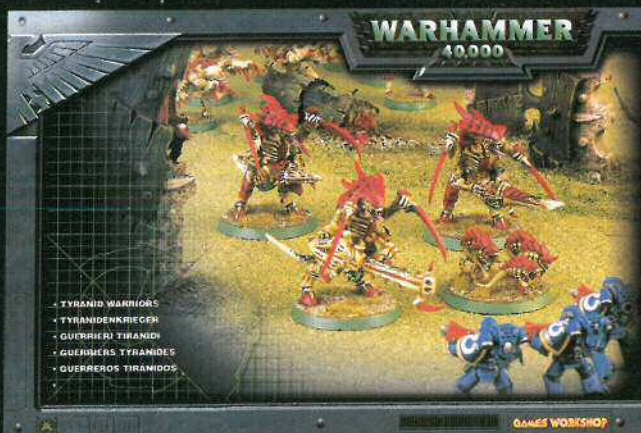 WARHAMMER
40,000
• TYRANID WARRIORS
• TYRANIDENKRIEGER
• GUERRIERI TIRANIDI
• GUERRIERS TYRANIDES
• GUERREROS TIRÁNIDOS
GAMES WORKSHOP